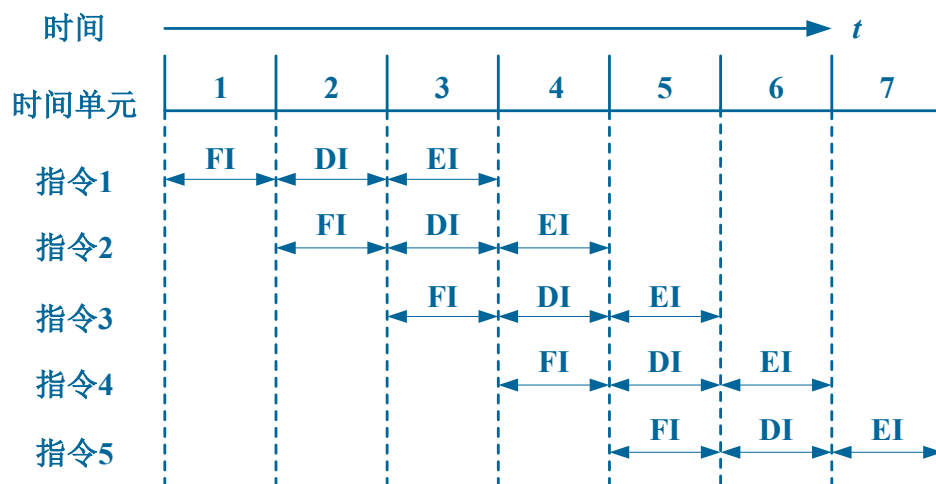 时间 t
时间单元 1 2 3 4 5 6 7
指令1 FI DI EI
指令2 FI DI EI
指令3 FI DI EI
指令4 FI DI EI
指令5 FI DI EI